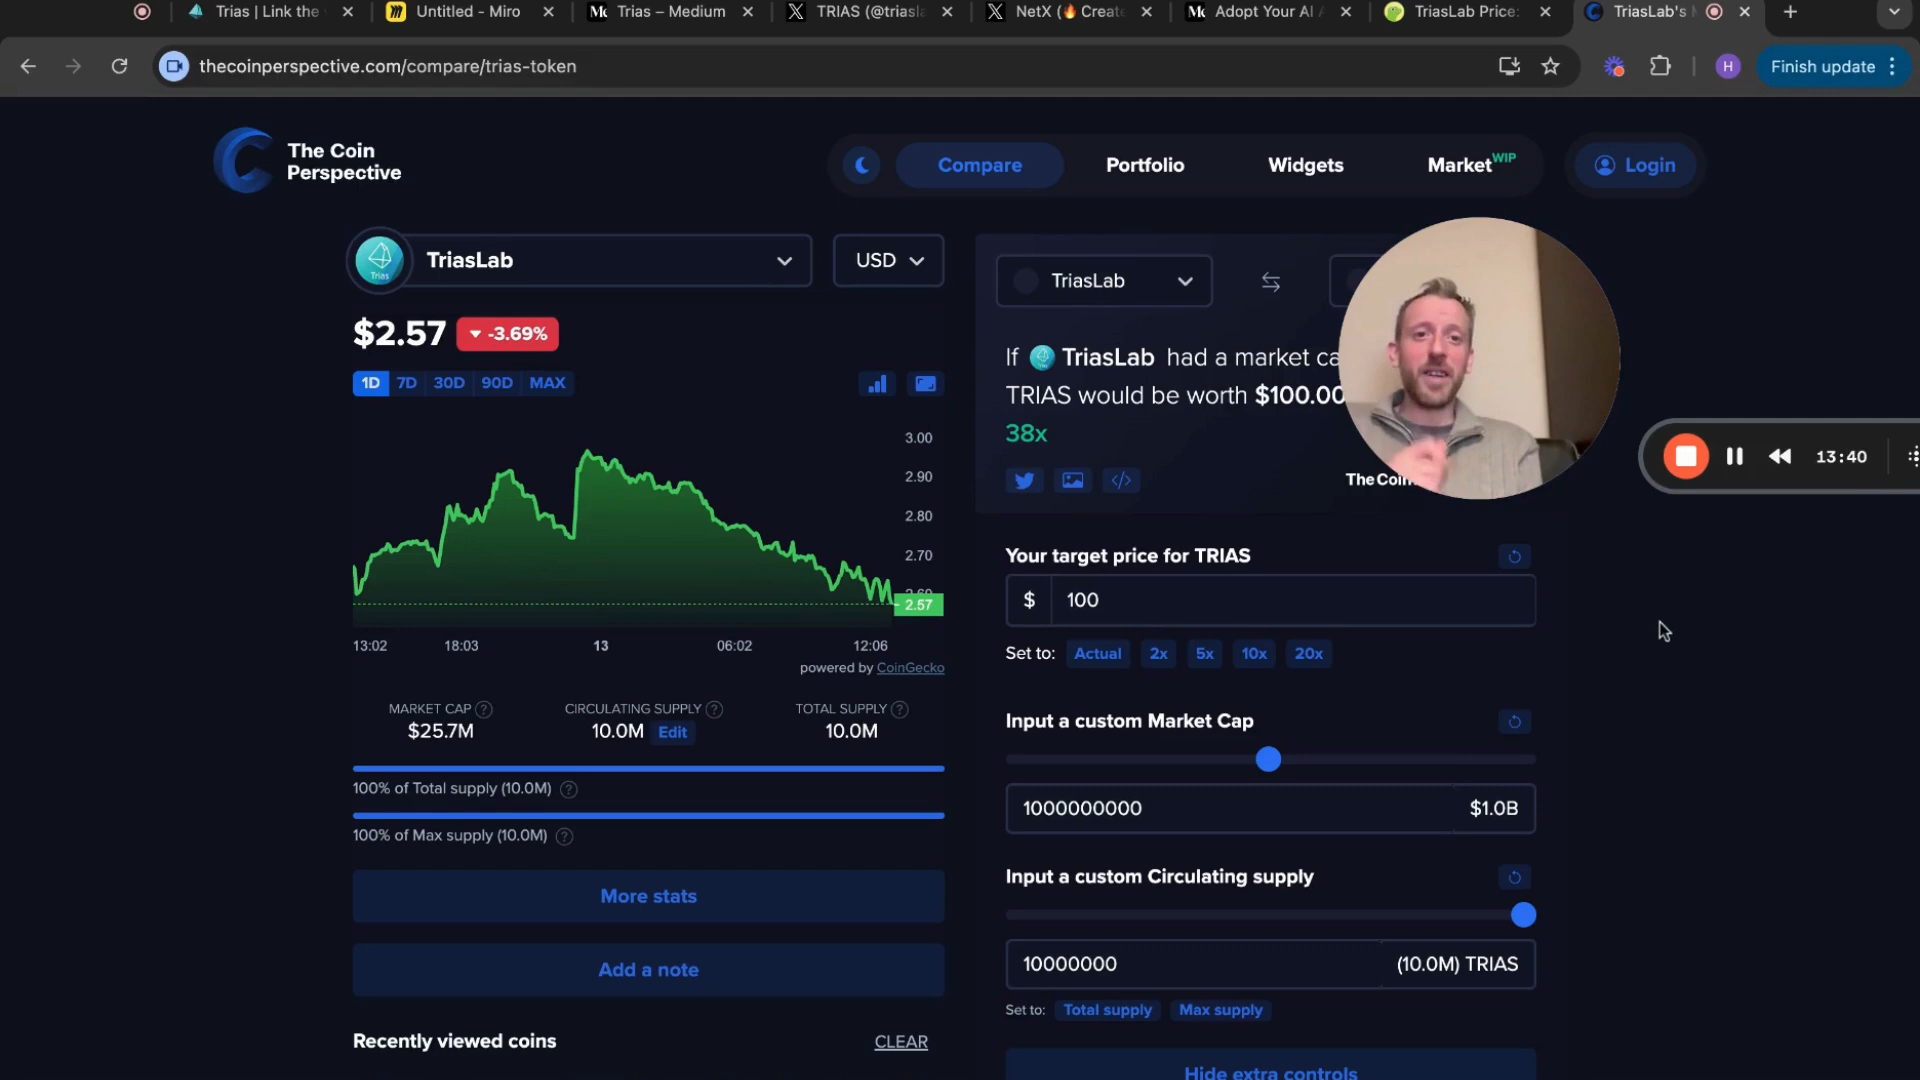 Trias | Link the
Untitled - Miro
Trias – Medium
TRIAS (@triasla
NetX (🔥 Create
Adopt Your AI A
TriasLab Price:
TriasLab's
thecoinperspective.com/compare/trias-token
H
Finish update
The Coin
Perspective
Compare
Portfolio
Widgets
Market WIP
Login
Trias
TriasLab
USD
$2.57
-3.69%
1D 7D 30D 90D MAX
3.00
2.90
2.80
2.70
2.57
13:02 18:03 13 06:02 12:06
powered by CoinGecko
MARKET CAP ?
$25.7M
CIRCULATING SUPPLY ?
10.0M Edit
TOTAL SUPPLY ?
10.0M
100% of Total supply (10.0M) ?
100% of Max supply (10.0M) ?
More stats
Add a note
Recently viewed coins
CLEAR
TriasLab
If TriasLab had a market ca
TRIAS would be worth $100.00
38x
The Coin
13:40
Your target price for TRIAS
$ 100
Set to: Actual 2x 5x 10x 20x
Input a custom Market Cap
1000000000 $1.0B
Input a custom Circulating supply
10000000 (10.0M) TRIAS
Set to: Total supply Max supply
Hide extra controls